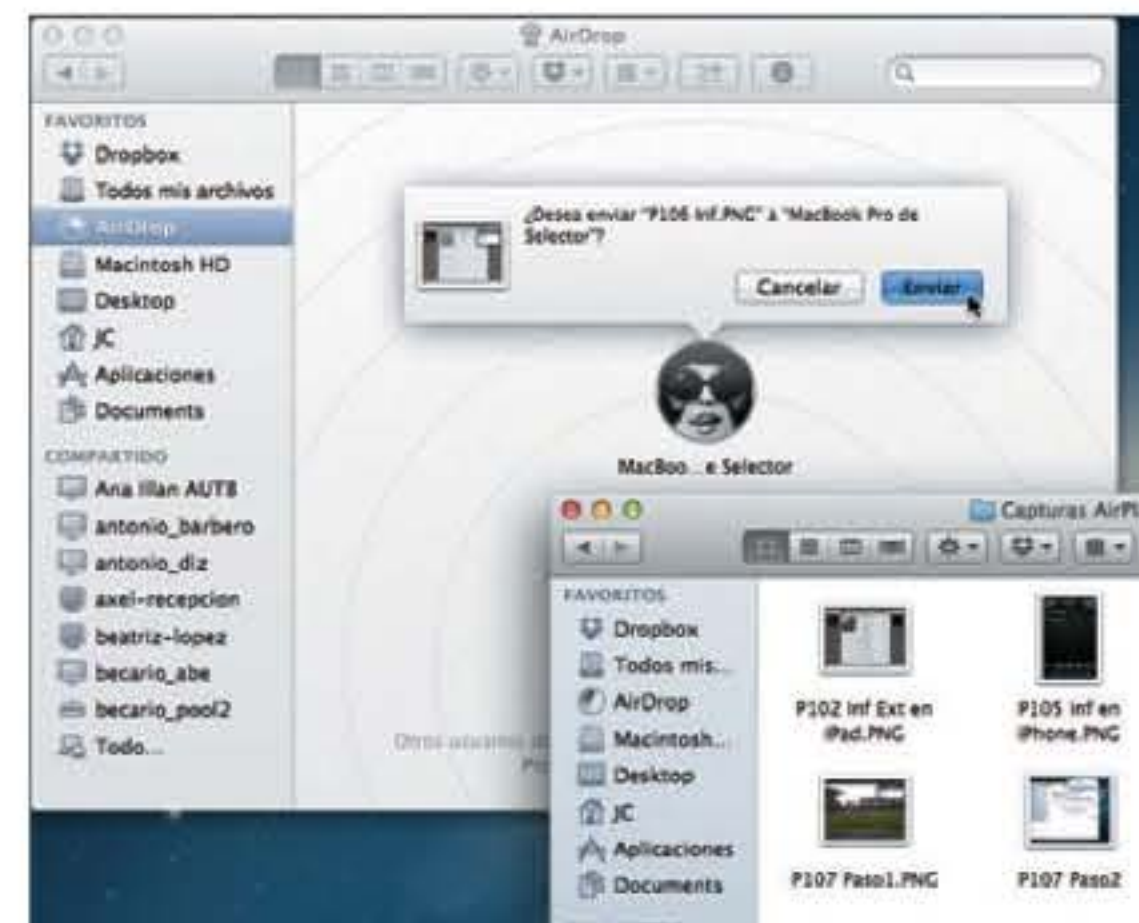 AirDrop
FAVORITOS
Dropbox
Todos mis archivos
AirDrop
Macintosh HD
Desktop
JC
Aplicaciones
Documents
COMPARTIDO
Ana Illan AUTB
antonio_barbero
antonio_diz
axel-recepcion
beatriz-lopez
becario_abe
becario_pool2
Todo...
¿Desea enviar "P106 Inf.PNG" a "MacBook Pro de
Selector"?
Cancelar
Enviar
MacBoo...e Selector
Otros usuarios
Capturas AirPl
FAVORITOS
Dropbox
Todos mis...
AirDrop
Macintosh...
Desktop
JC
Aplicaciones
Documents
P102 Inf Ext en
iPad.PNG
P105 Inf en
iPhone.PNG
P107 Paso1.PNG
P107 Paso2